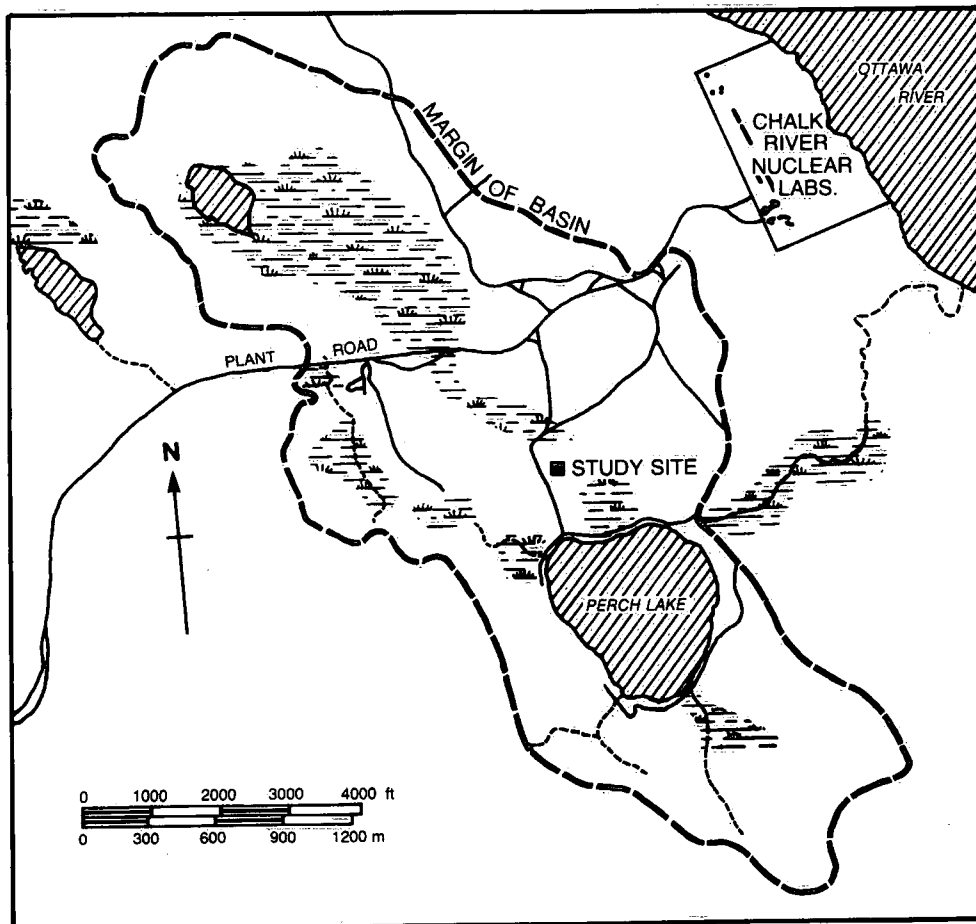 OTTAWA
RIVER
CHALK
RIVER
NUCLEAR
LABS.
MARGIN OF BASIN
PLANT ROAD
N
STUDY SITE
PERCH LAKE
0 1000 2000 3000 4000 ft
0 300 600 900 1200 m